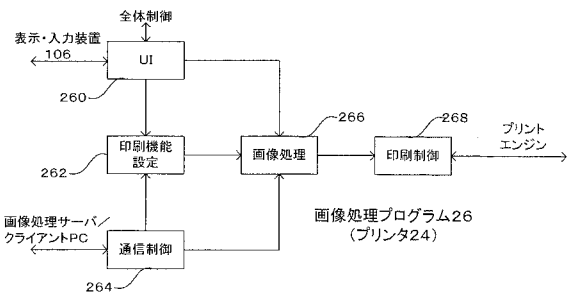 全体制御
表示・入力装置
106
UI
260
266
268
プリント
エンジン
印刷機能
設定
262
画像処理
印刷制御
画像処理サーバ/
クライアントPC
通信制御
264
画像処理プログラム26
(プリンタ24)